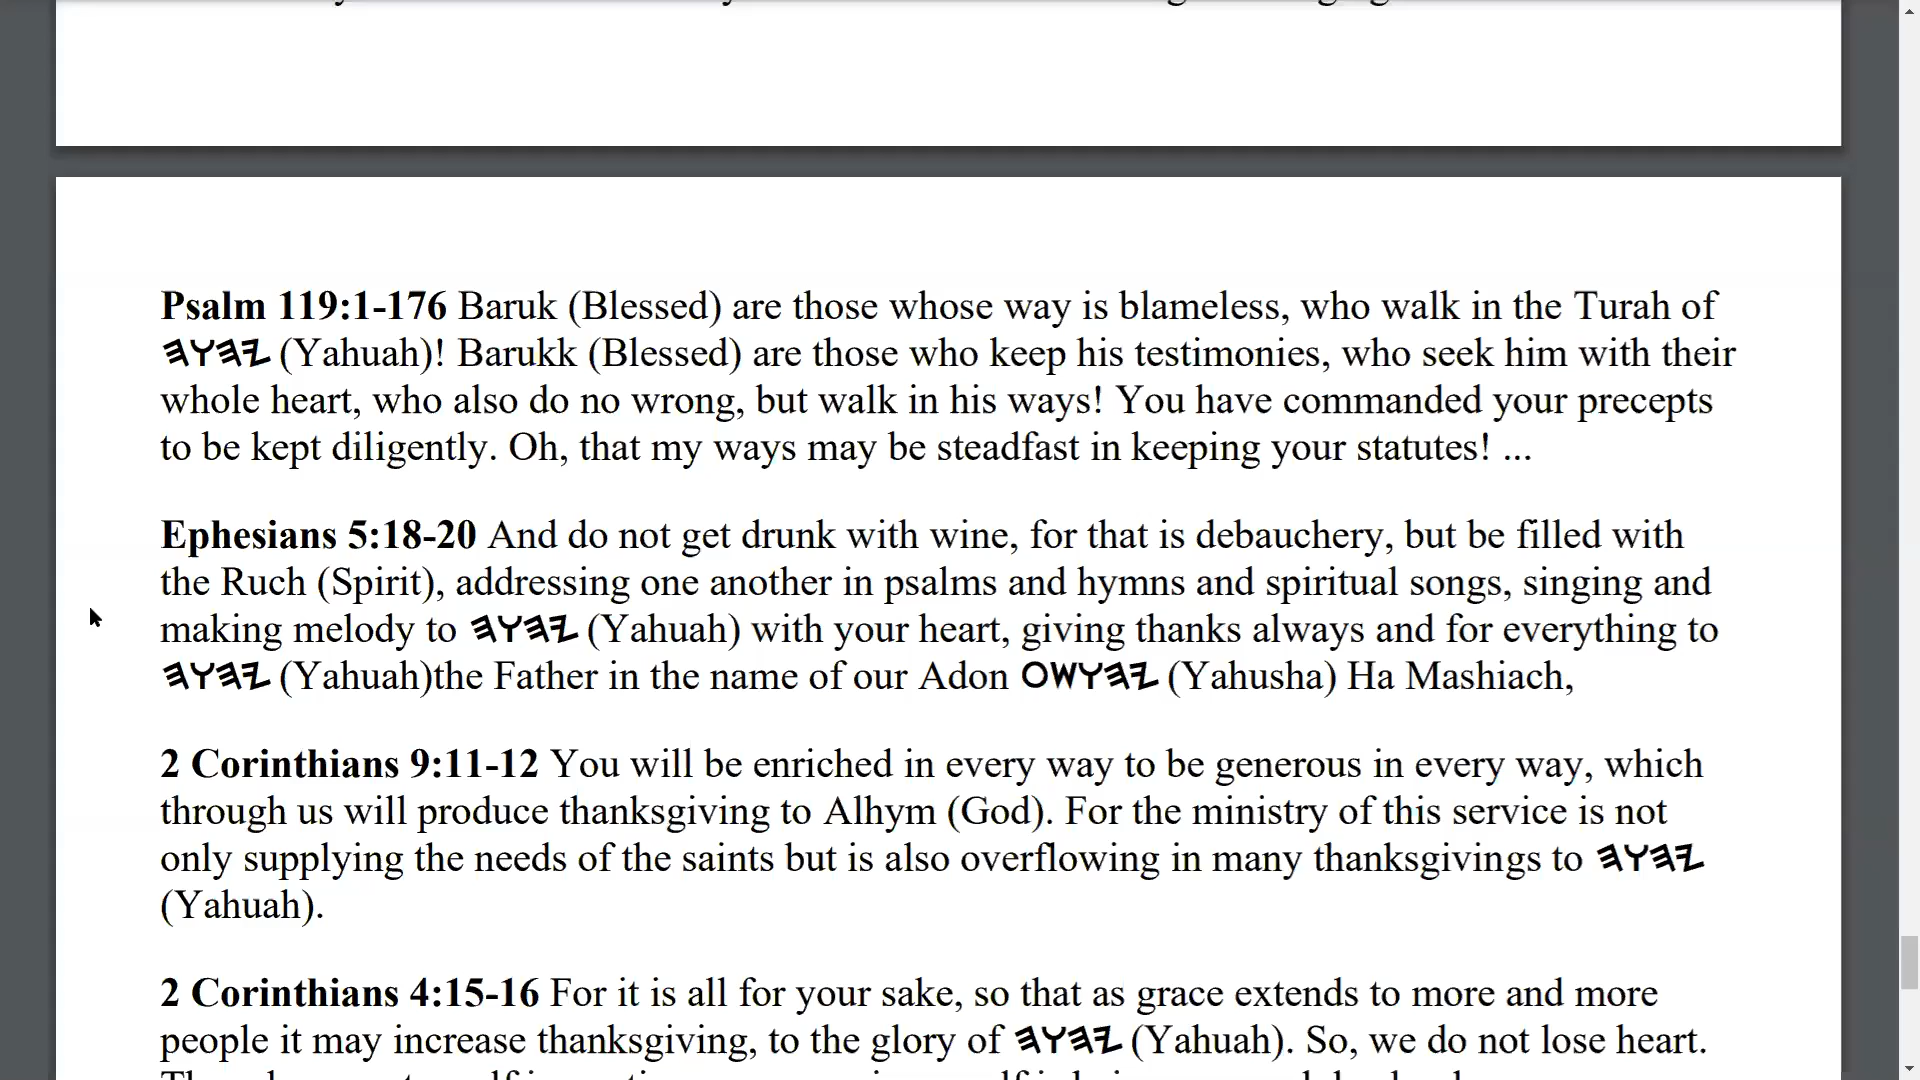 Psalm 119:1-176 Baruk (Blessed) are those whose way is blameless, who walk in the Turah of
𐤉𐤄𐤅𐤄 (Yahuah)! Barukk (Blessed) are those who keep his testimonies, who seek him with their
whole heart, who also do no wrong, but walk in his ways! You have commanded your precepts
to be kept diligently. Oh, that my ways may be steadfast in keeping your statutes! ...
Ephesians 5:18-20 And do not get drunk with wine, for that is debauchery, but be filled with
the Ruch (Spirit), addressing one another in psalms and hymns and spiritual songs, singing and
making melody to 𐤉𐤄𐤅𐤄 (Yahuah) with your heart, giving thanks always and for everything to
𐤉𐤄𐤅𐤄 (Yahuah)the Father in the name of our Adon 𐤉𐤄𐤅𐤔𐤏 (Yahusha) Ha Mashiach,
2 Corinthians 9:11-12 You will be enriched in every way to be generous in every way, which
through us will produce thanksgiving to Alhym (God). For the ministry of this service is not
only supplying the needs of the saints but is also overflowing in many thanksgivings to 𐤉𐤄𐤅𐤄
(Yahuah).
2 Corinthians 4:15-16 For it is all for your sake, so that as grace extends to more and more
people it may increase thanksgiving, to the glory of 𐤉𐤄𐤅𐤄 (Yahuah). So, we do not lose heart.